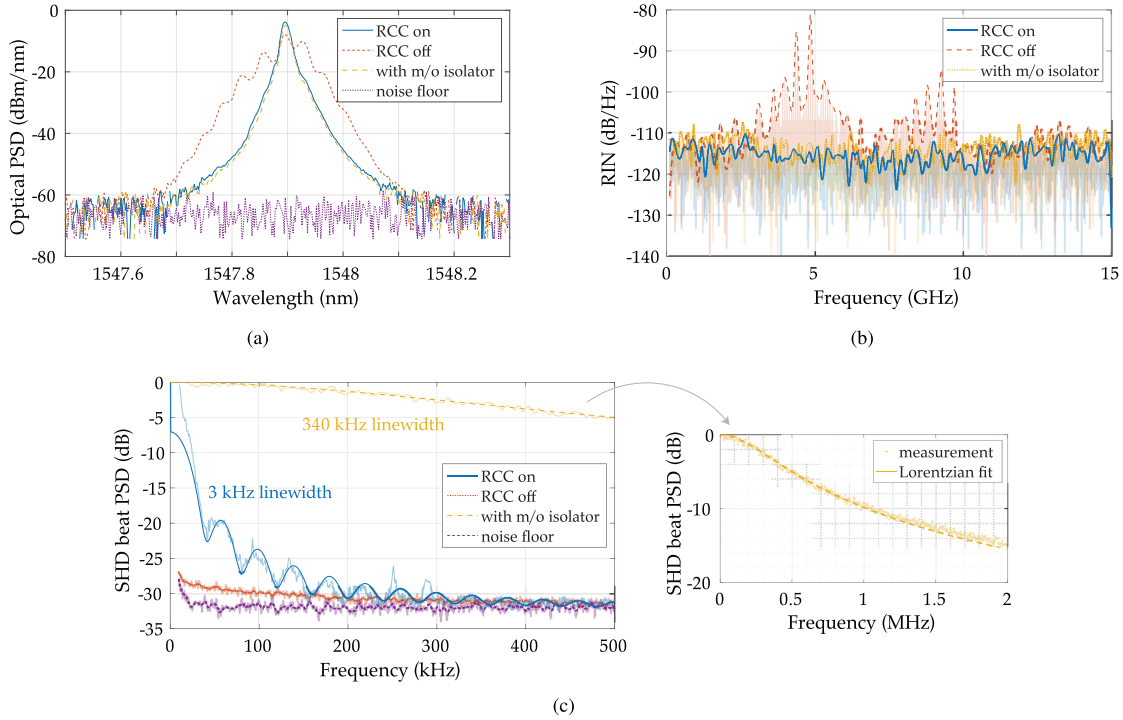 0
-20
-40
-60
-80
Optical PSD (dBm/nm)
RCC on
RCC off
with m/o isolator
noise floor
1547.6
1547.8
1548
1548.2
Wavelength (nm)
(a)
-80
-90
-100
-110
-120
-130
-140
RIN (dB/Hz)
RCC on
RCC off
with m/o isolator
0
5
10
15
Frequency (GHz)
(b)
0
-5
-10
-15
-20
-25
-30
-35
SHD beat PSD (dB)
340 kHz linewidth
3 kHz linewidth
RCC on
RCC off
with m/o isolator
noise floor
0
100
200
300
400
500
Frequency (kHz)
0
-10
-20
SHD beat PSD (dB)
measurement
Lorentzian fit
0
0.5
1
1.5
2
Frequency (MHz)
(c)